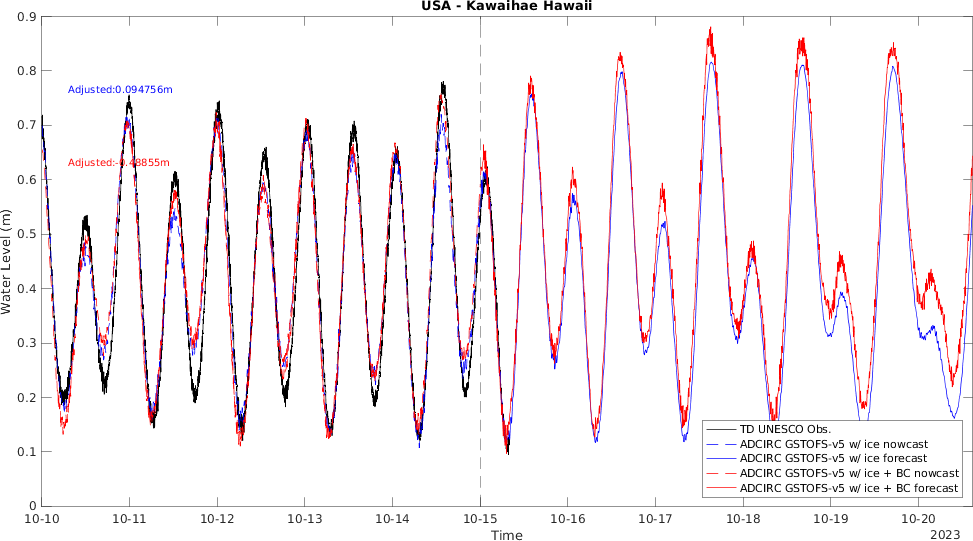 USA - Kawaihae Hawaii
0.9
0.8
0.7
0.6
0.5
0.4
0.3
0.2
0.1
0
Water Level (m)
Adjusted:0.094756m
Adjusted:-0.48855m
TD UNESCO Obs.
ADCIRC GSTOFS-v5 w/ ice nowcast
ADCIRC GSTOFS-v5 w/ ice forecast
ADCIRC GSTOFS-v5 w/ ice + BC nowcast
ADCIRC GSTOFS-v5 w/ ice + BC forecast
10-10 10-11 10-12 10-13 10-14 10-15 10-16 10-17 10-18 10-19 10-20
2023
Time